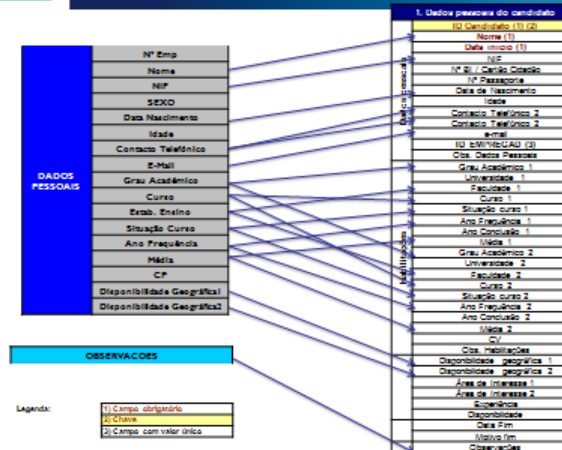 DADOS
PESSOAIS
Nº Emp
Nome
NIF
SEXO
Data Nascimento
Idade
Contacto Telefónico
E-Mail
Grau Académico
Curso
Estab. Ensino
Situação Curso
Ano Frequência
Média
CP
Disponibilidade Geográfica1
Disponibilidade Geográfica2
OBSERVACOES
Legenda:
1) Campo obrigatório
2) Chave
3) Campo com valor único
1. Dados pessoais do candidato
Dados pessoais
ID Candidato (1) (2)
Nome (1)
Data início (1)
NIF
Nº BI / Cartão Cidadão
Nº Passaporte
Data de Nascimento
Idade
Contacto Telefónico 2
Contacto Telefónico 2
e-mail
ID EMPREGAD (3)
Obs. Dados Pessoais
Habilitações
Grau Académico 1
Universidade 1
Faculdade 1
Curso 1
Situação curso 1
Ano Frequência 1
Ano Conclusão 1
Média 1
Grau Académico 2
Universidade 2
Faculdade 2
Curso 2
Situação curso 2
Ano Frequência 2
Ano Conclusão 2
Média 2
CV
Obs. Habilitações
Disponibilidade geográfica 1
Disponibilidade geográfica 2
Área de Interesse 1
Área de Interesse 2
Experiência
Disponibilidade
Data Fim
Motivo fim
Observações